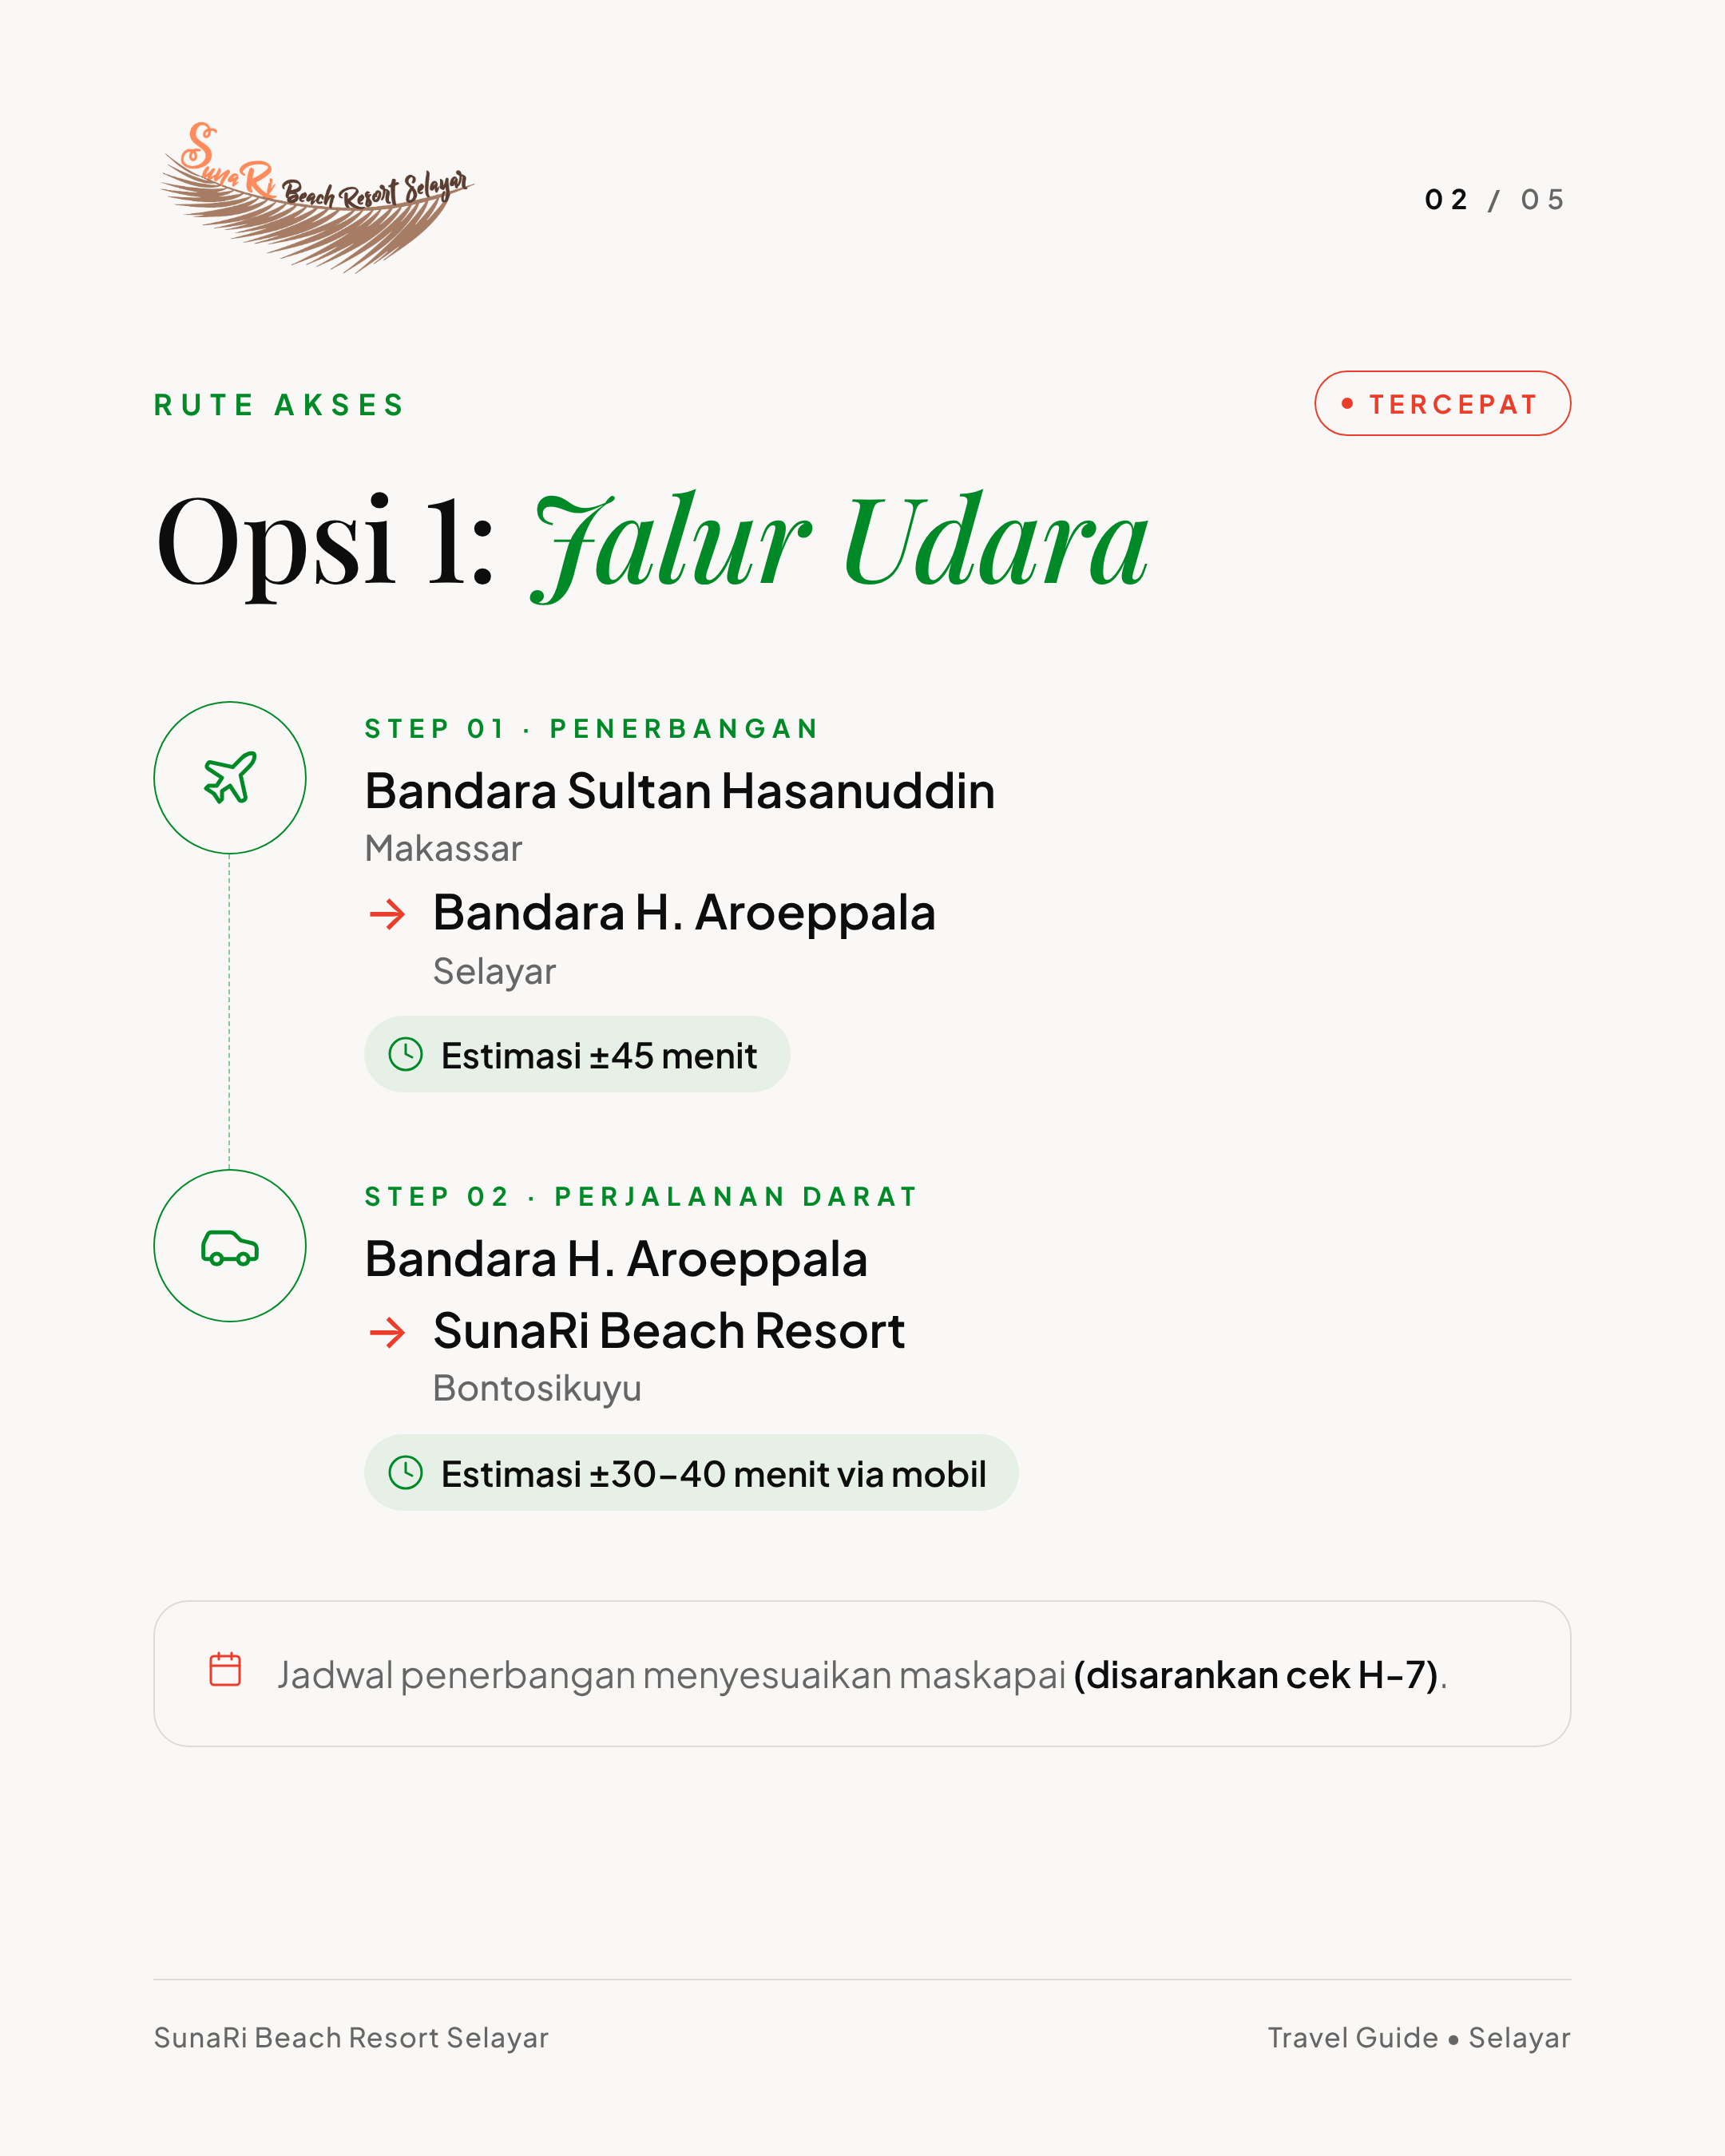 SunaRi Beach Resort Selayar
02 / 05
RUTE AKSES
• TERCEPAT
Opsi 1: Jalur Udara
STEP 01 · PENERBANGAN
Bandara Sultan Hasanuddin
Makassar
→ Bandara H. Aroeppala
Selayar
Estimasi ±45 menit
STEP 02 · PERJALANAN DARAT
Bandara H. Aroeppala
→ SunaRi Beach Resort
Bontosikuyu
Estimasi ±30–40 menit via mobil
Jadwal penerbangan menyesuaikan maskapai (disarankan cek H–7).
SunaRi Beach Resort Selayar
Travel Guide • Selayar